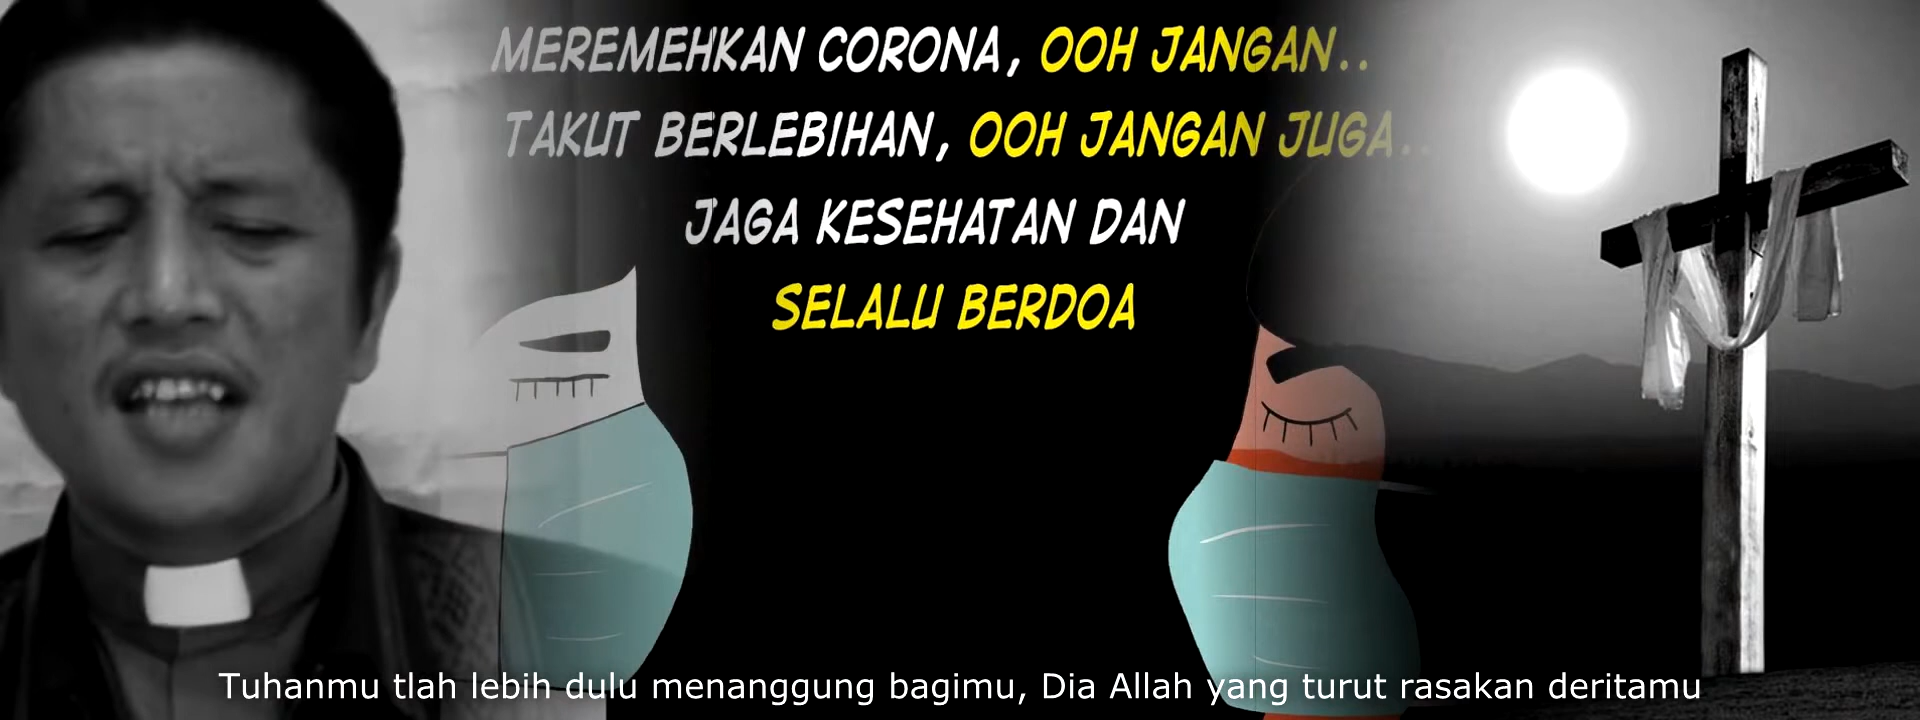 MEREMEHKAN CORONA, OOH JANGAN..
TAKUT BERLEBIHAN, OOH JANGAN JUGA..
JAGA KESEHATAN DAN
SELALU BERDOA
Tuhanmu tlah lebih dulu menanggung bagimu, Dia Allah yang turut rasakan deritamu